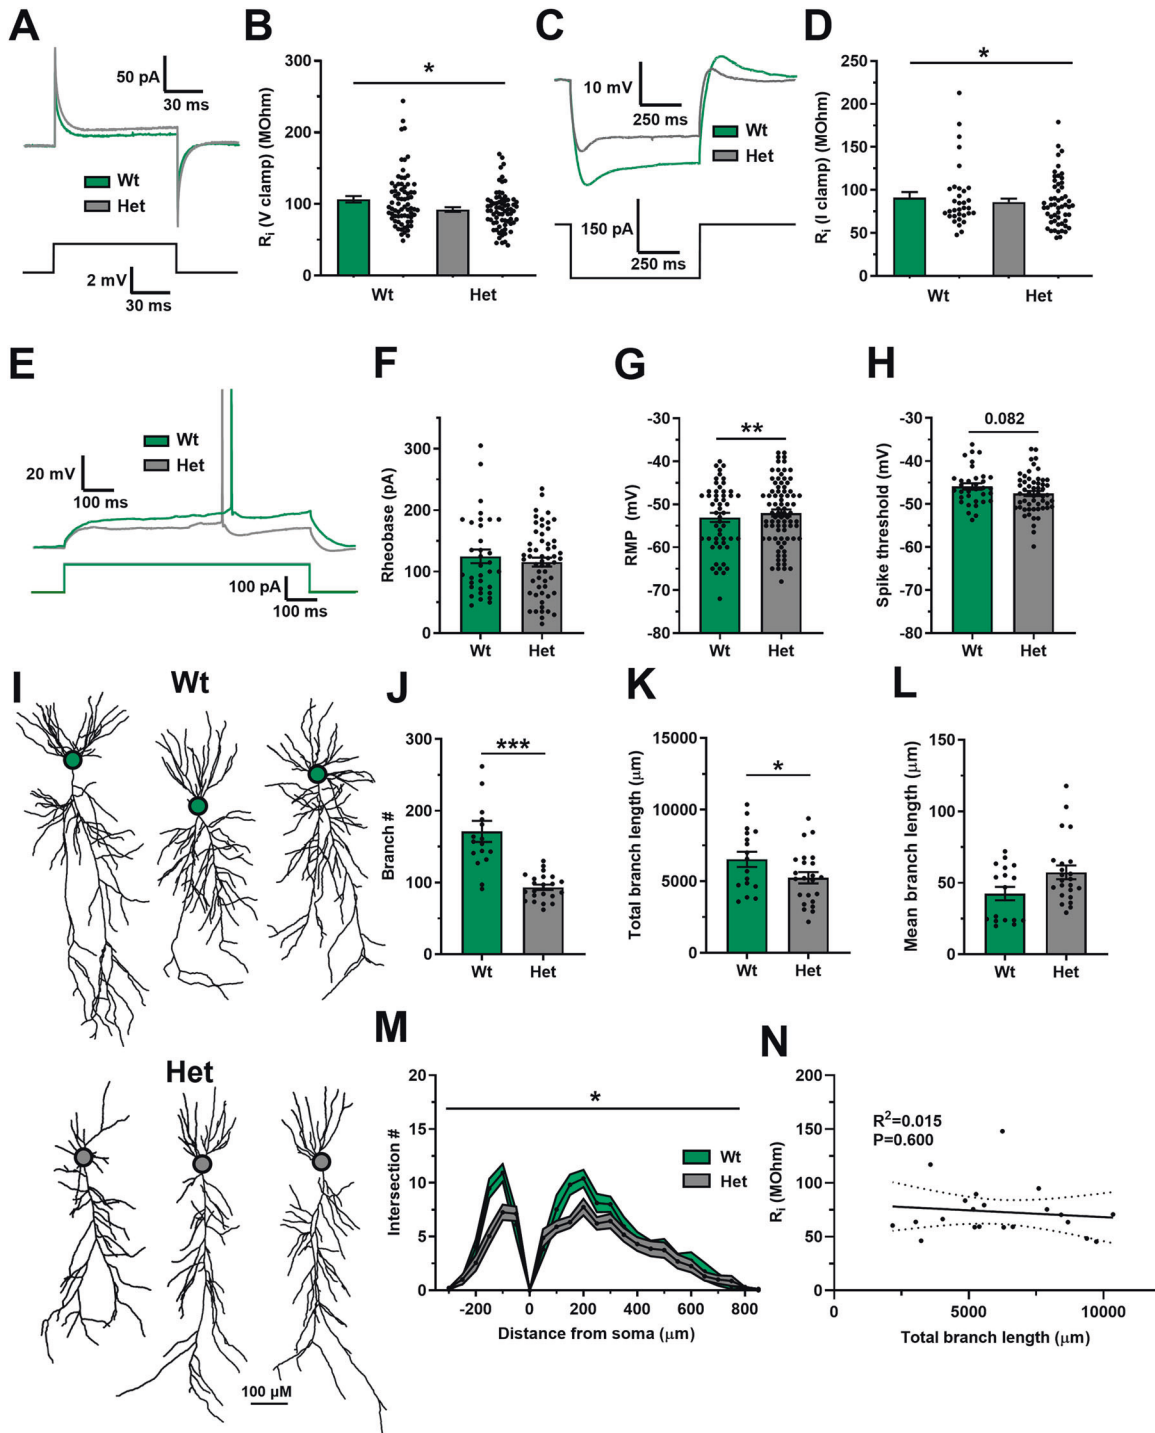 A
50 pA
30 ms
Wt
Het
2 mV
30 ms
B
*
Ri (V clamp) (MOhm)
300
200
100
0
Wt
Het
C
10 mV
250 ms
Wt
Het
150 pA
250 ms
D
*
Ri (I clamp) (MOhm)
250
200
150
100
50
0
Wt
Het
E
Wt
Het
20 mV
100 ms
100 pA
100 ms
F
Rheobase (pA)
300
200
100
0
Wt
Het
G
**
RMP (mV)
-30
-40
-50
-60
-70
-80
Wt
Het
H
0.082
Spike threshold (mV)
-30
-40
-50
-60
-70
-80
Wt
Het
I
Wt
Het
100 µM
J
***
Branch #
300
200
100
0
Wt
Het
K
*
Total branch length (µm)
15000
10000
5000
0
Wt
Het
L
Mean branch length (µm)
150
100
50
0
Wt
Het
M
*
Intersection #
20
15
10
5
0
Wt
Het
-200
0
200
400
600
800
Distance from soma (µm)
N
Ri (MOhm)
200
150
100
50
0
R²=0.015
P=0.600
0
5000
10000
Total branch length (µm)